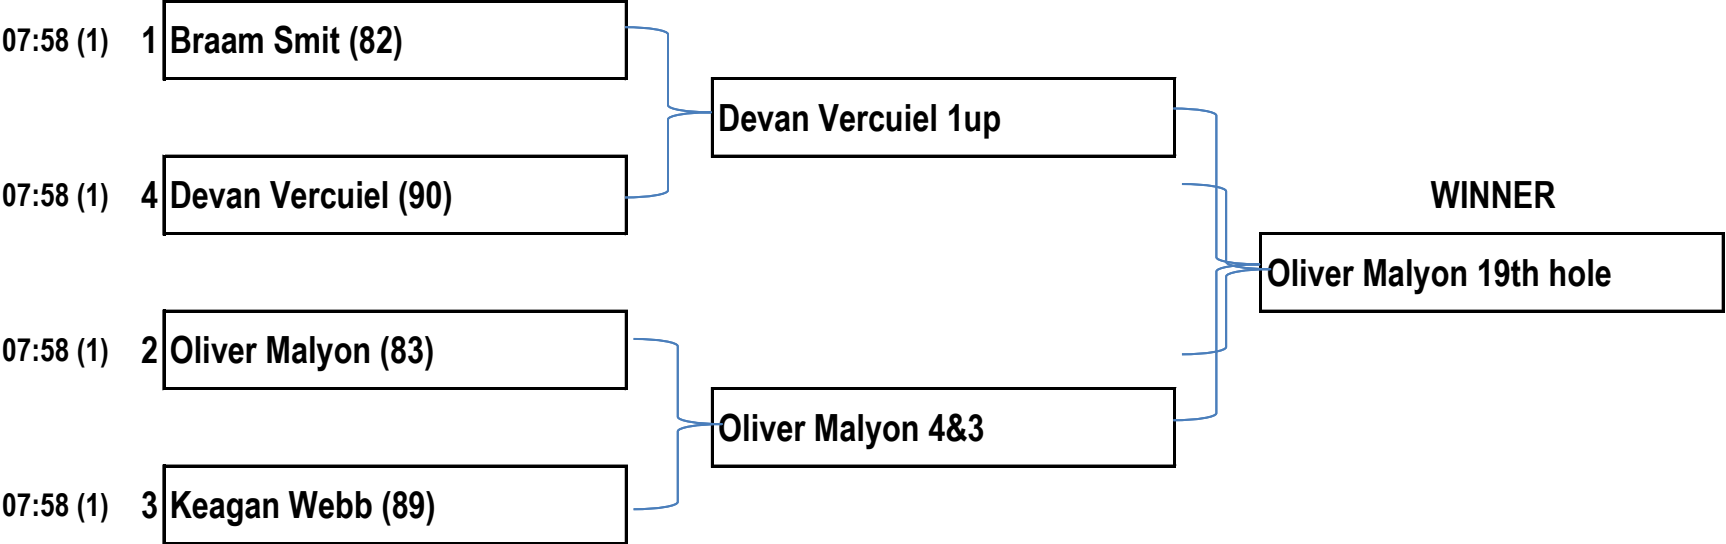 07:58 (1) 1 Braam Smit (82)
Devan Vercuiel 1up
07:58 (1) 4 Devan Vercuiel (90)
WINNER
Oliver Malyon 19th hole
07:58 (1) 2 Oliver Malyon (83)
Oliver Malyon 4&3
07:58 (1) 3 Keagan Webb (89)